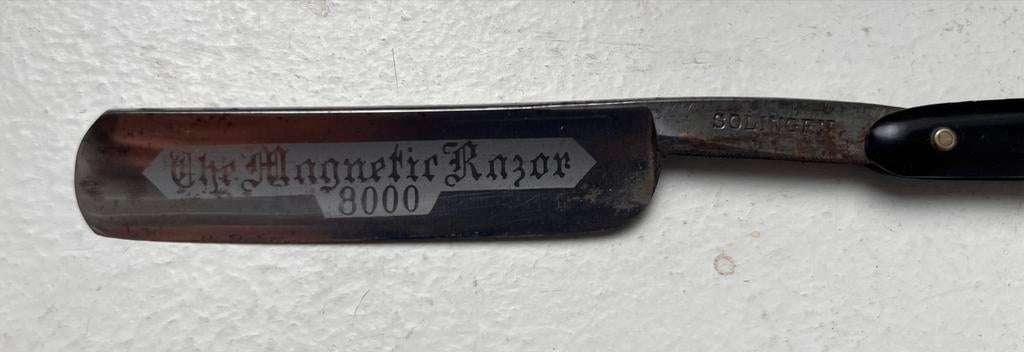 The Magnetic Razor
8000
SOLINGEN